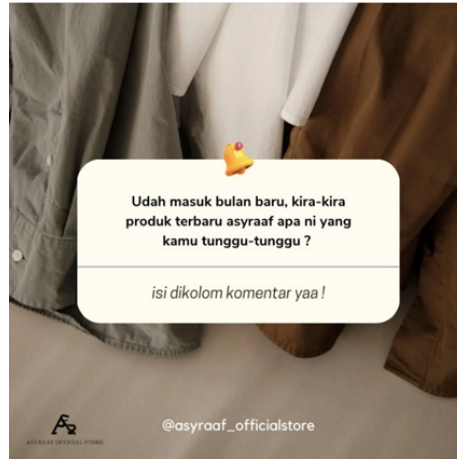 Udah masuk bulan baru, kira-kira
produk terbaru asyraaf apa ni yang
kamu tunggu-tunggu ?
isi dikolom komentar yaa !
@asyraaf_officialstore
ASYRAAF OFFICIAL STORE